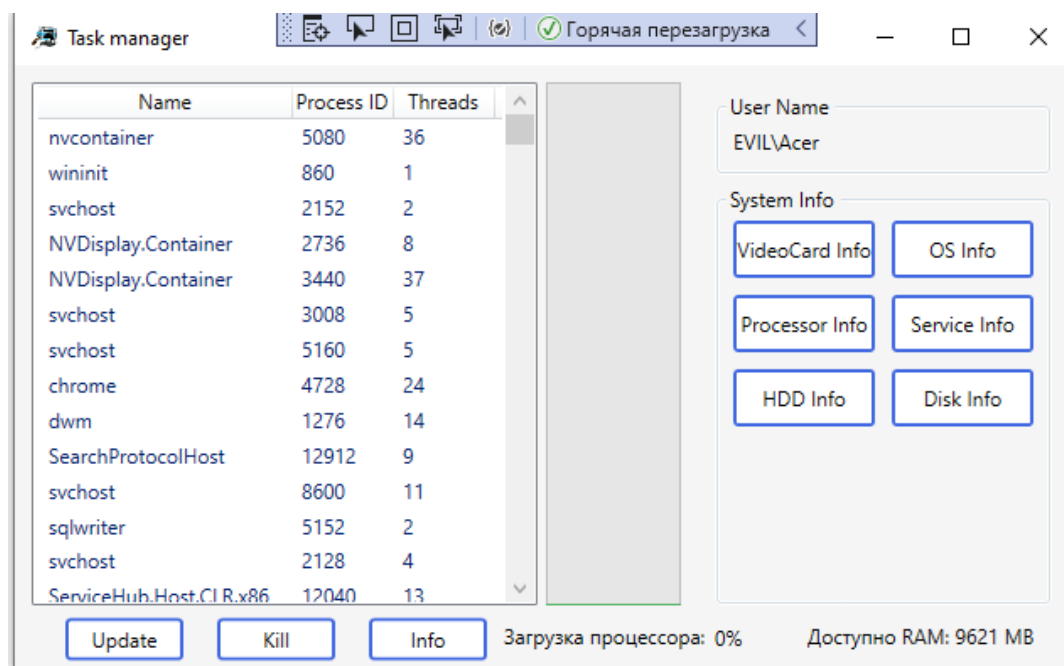 Task manager
Горячая перезагрузка
Name Process ID Threads
nvcontainer 5080 36
wininit 860 1
svchost 2152 2
NVDisplay.Container 2736 8
NVDisplay.Container 3440 37
svchost 3008 5
svchost 5160 5
chrome 4728 24
dwm 1276 14
SearchProtocolHost 12912 9
svchost 8600 11
sqlwriter 5152 2
svchost 2128 4
ServiceHub.Host.CLR.x86 12040 13
User Name
EVIL\Acer
System Info
VideoCard Info OS Info
Processor Info Service Info
HDD Info Disk Info
Update Kill Info Загрузка процессора: 0% Доступно RAM: 9621 MB